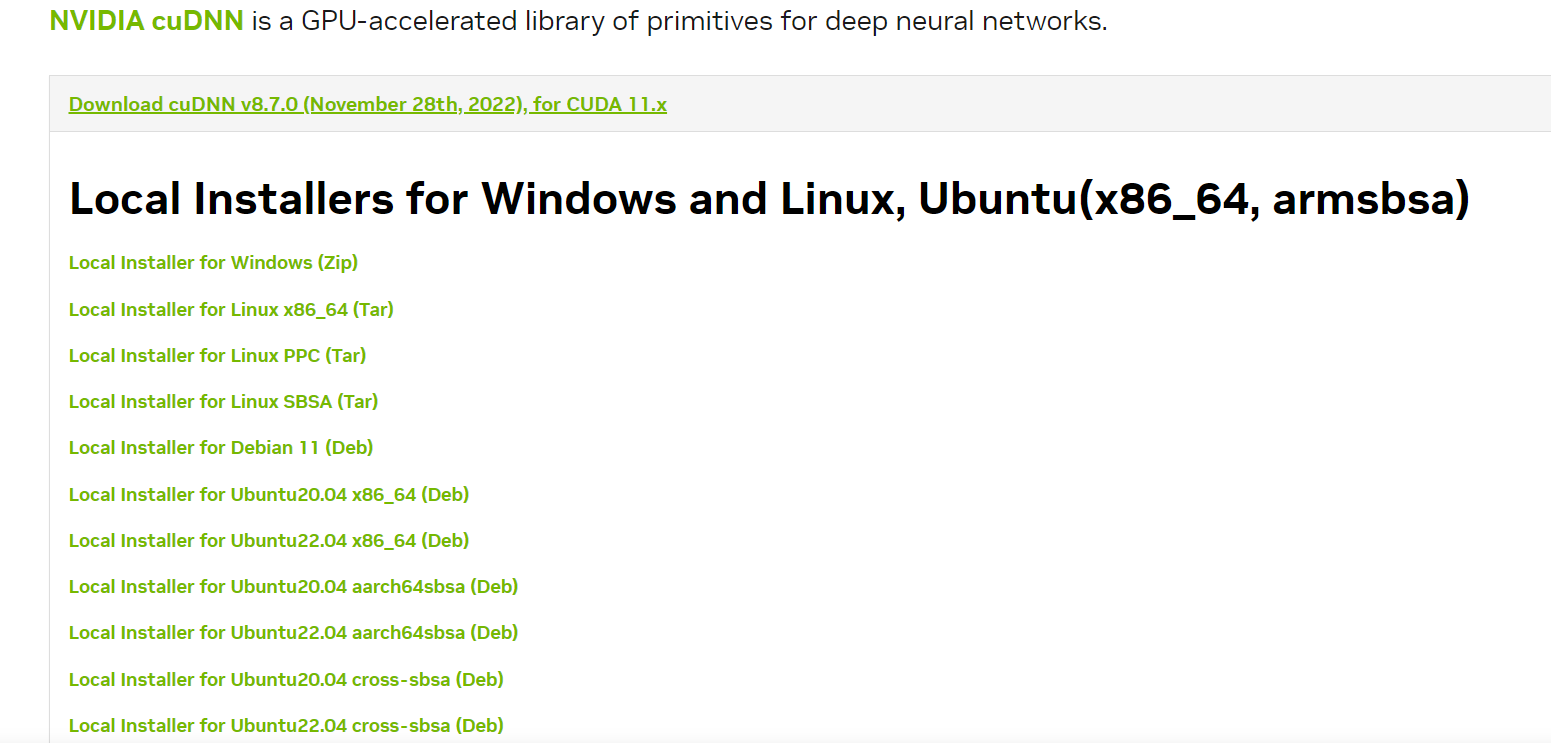 NVIDIA cuDNN is a GPU-accelerated library of primitives for deep neural networks.
Download cuDNN v8.7.0 (November 28th, 2022), for CUDA 11.x
Local Installers for Windows and Linux, Ubuntu(x86_64, armsbsa)
Local Installer for Windows (Zip)
Local Installer for Linux x86_64 (Tar)
Local Installer for Linux PPC (Tar)
Local Installer for Linux SBSA (Tar)
Local Installer for Debian 11 (Deb)
Local Installer for Ubuntu20.04 x86_64 (Deb)
Local Installer for Ubuntu22.04 x86_64 (Deb)
Local Installer for Ubuntu20.04 aarch64sbsa (Deb)
Local Installer for Ubuntu22.04 aarch64sbsa (Deb)
Local Installer for Ubuntu20.04 cross-sbsa (Deb)
Local Installer for Ubuntu22.04 cross-sbsa (Deb)